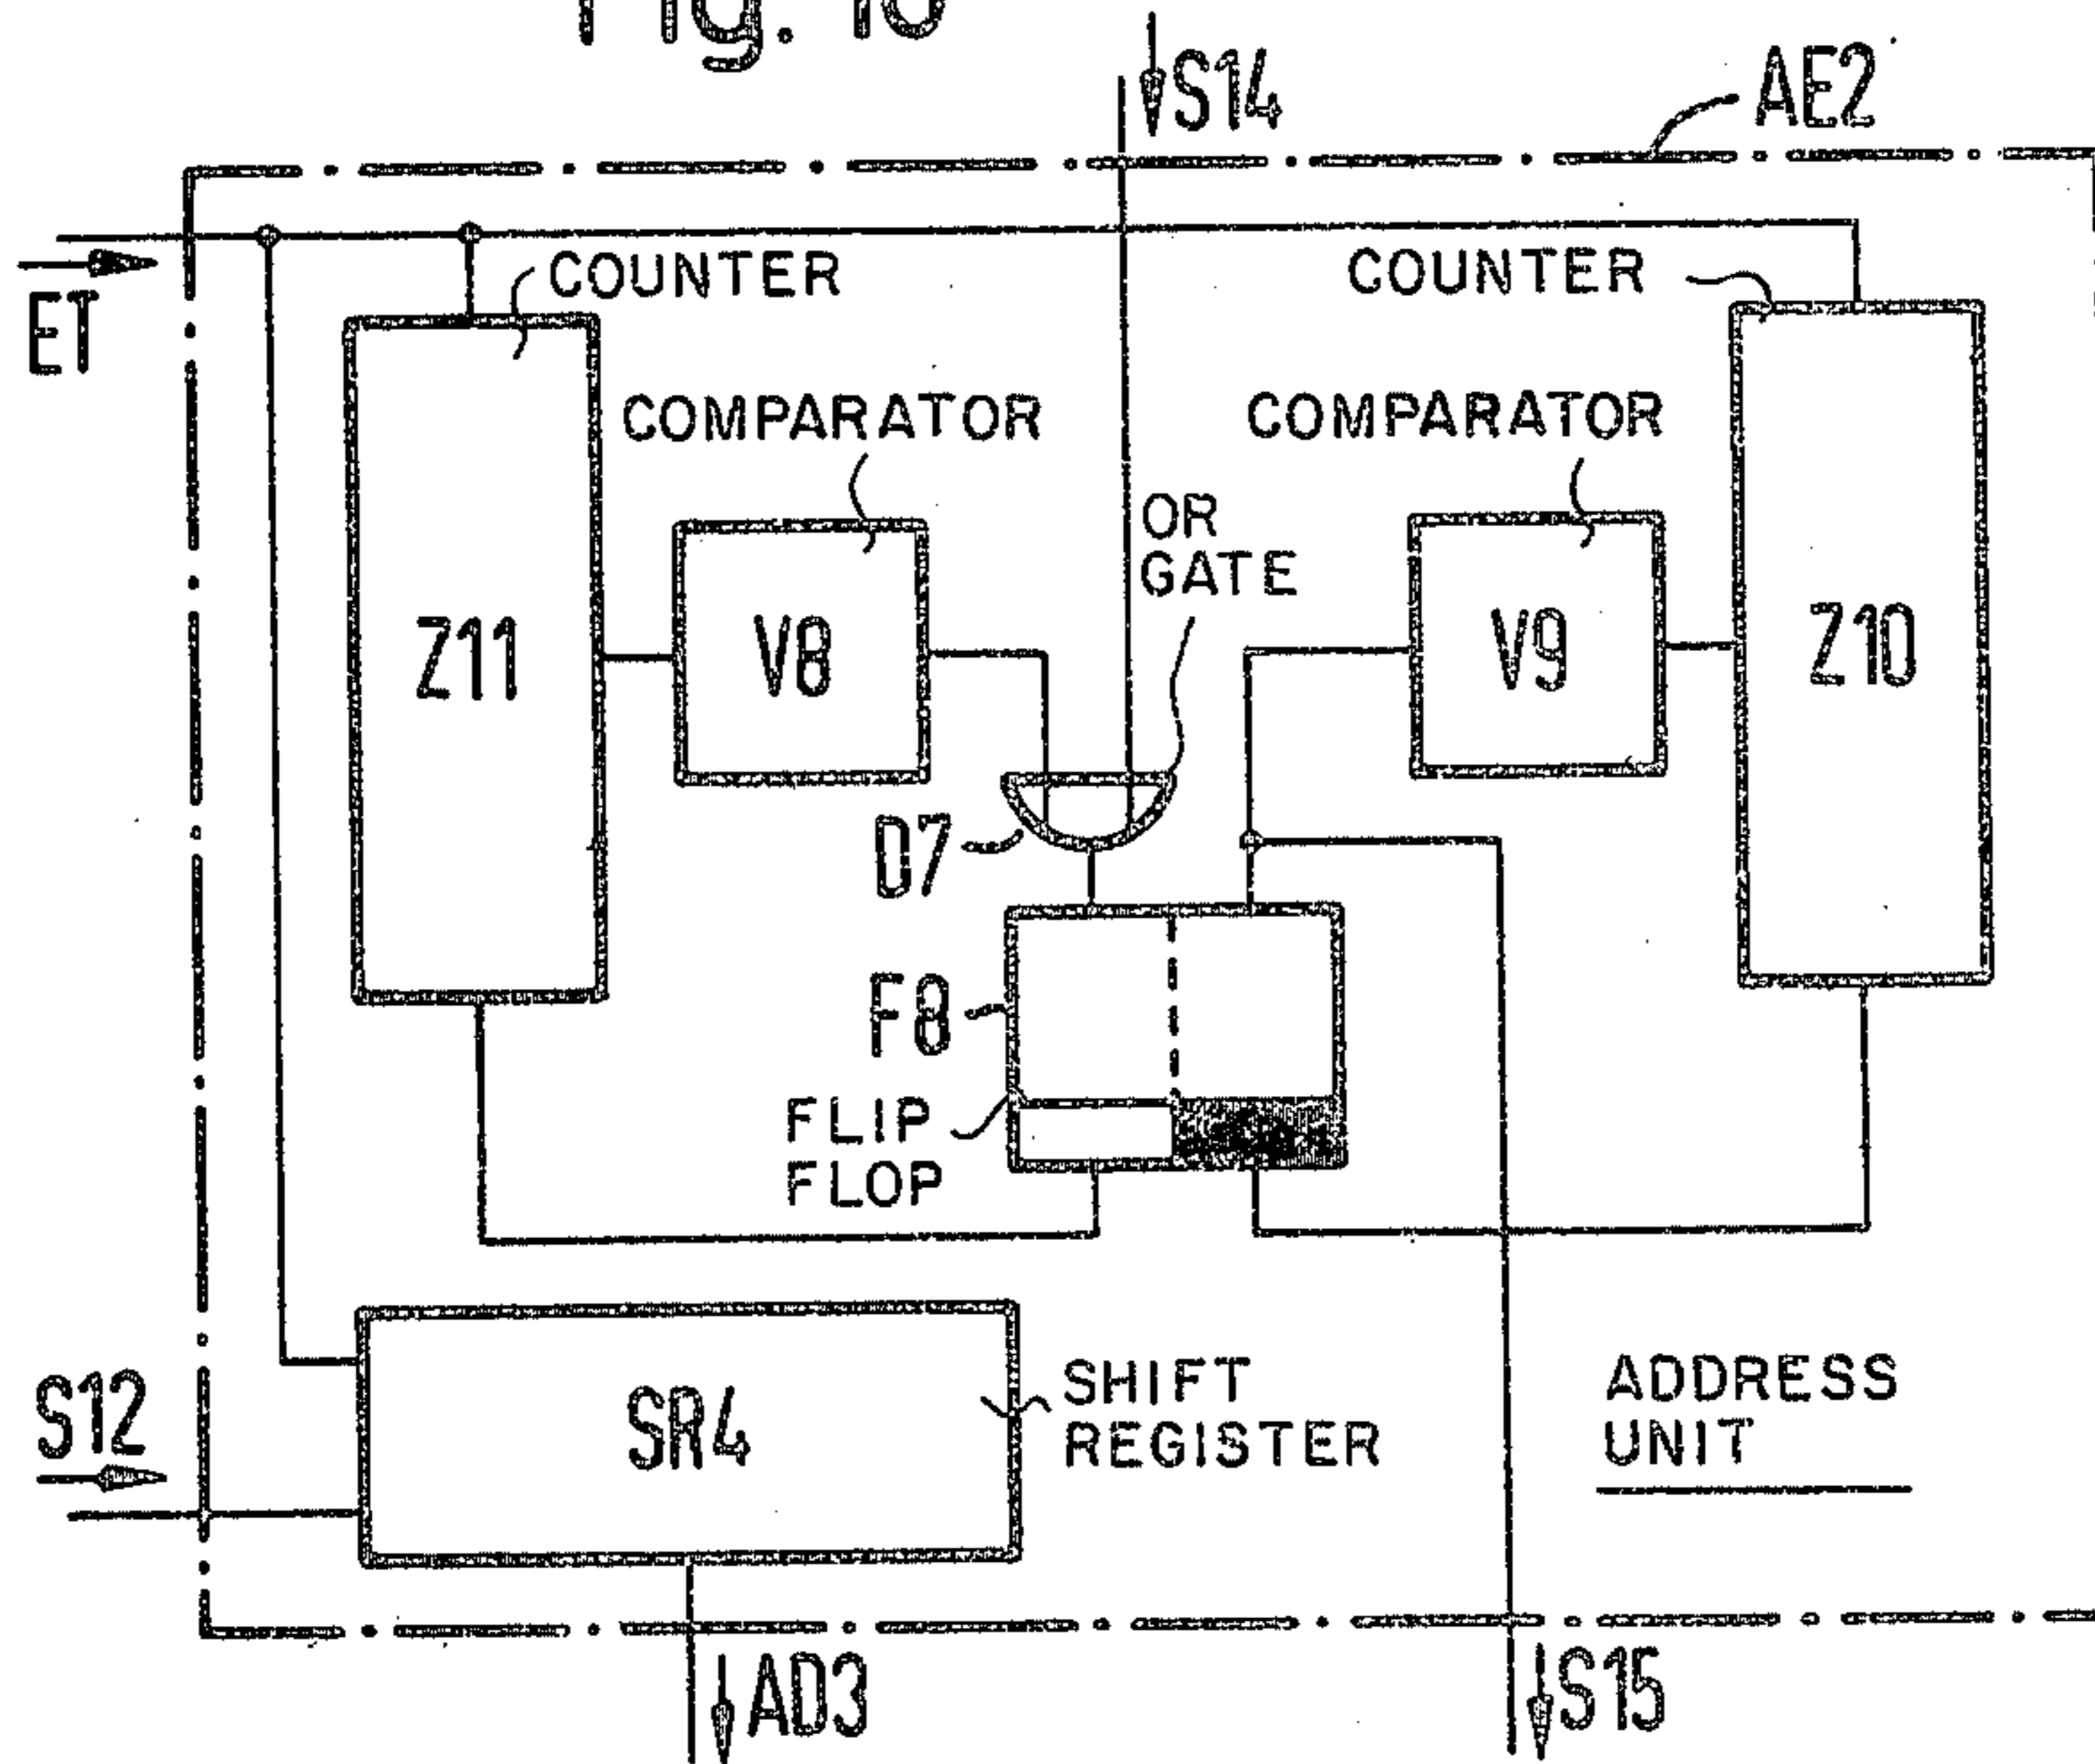 S14
AE2
ET
COUNTER
COUNTER
COMPARATOR
COMPARATOR
OR
GATE
Z11
V8
V9
Z10
D7
F8
FLIP
FLOP
S12
SR4
SHIFT
REGISTER
ADDRESS
UNIT
AD3
S15